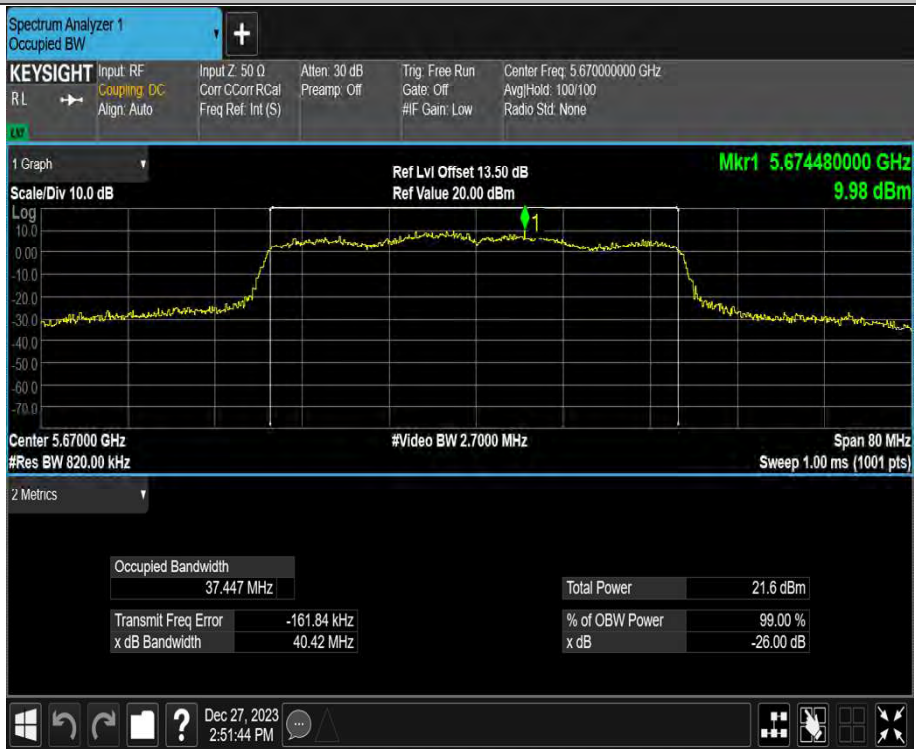 Spectrum Analyzer 1
Occupied BW
+
KEYSIGHT
R L
Input: RF
Coupling: DC
Align: Auto
Input Z: 50 Ω
Corr CCorr RCal
Freq Ref: Int (S)
Atten: 30 dB
Preamp: Off
Trig: Free Run
Gate: Off
#IF Gain: Low
Center Freq: 5.670000000 GHz
Avg|Hold: 100/100
Radio Std: None
1 Graph
Scale/Div 10.0 dB
Ref Lvl Offset 13.50 dB
Ref Value 20.00 dBm
Mkr1 5.674480000 GHz
9.98 dBm
Log
10.0
0.00
-10.0
-20.0
-30.0
-40.0
-50.0
-60.0
-70.0
1
Center 5.67000 GHz
#Res BW 820.00 kHz
#Video BW 2.7000 MHz
Span 80 MHz
Sweep 1.00 ms (1001 pts)
2 Metrics
Occupied Bandwidth
37.447 MHz
Total Power 21.6 dBm
Transmit Freq Error -161.84 kHz
% of OBW Power 99.00 %
x dB Bandwidth 40.42 MHz
x dB -26.00 dB
?
Dec 27, 2023
2:51:44 PM